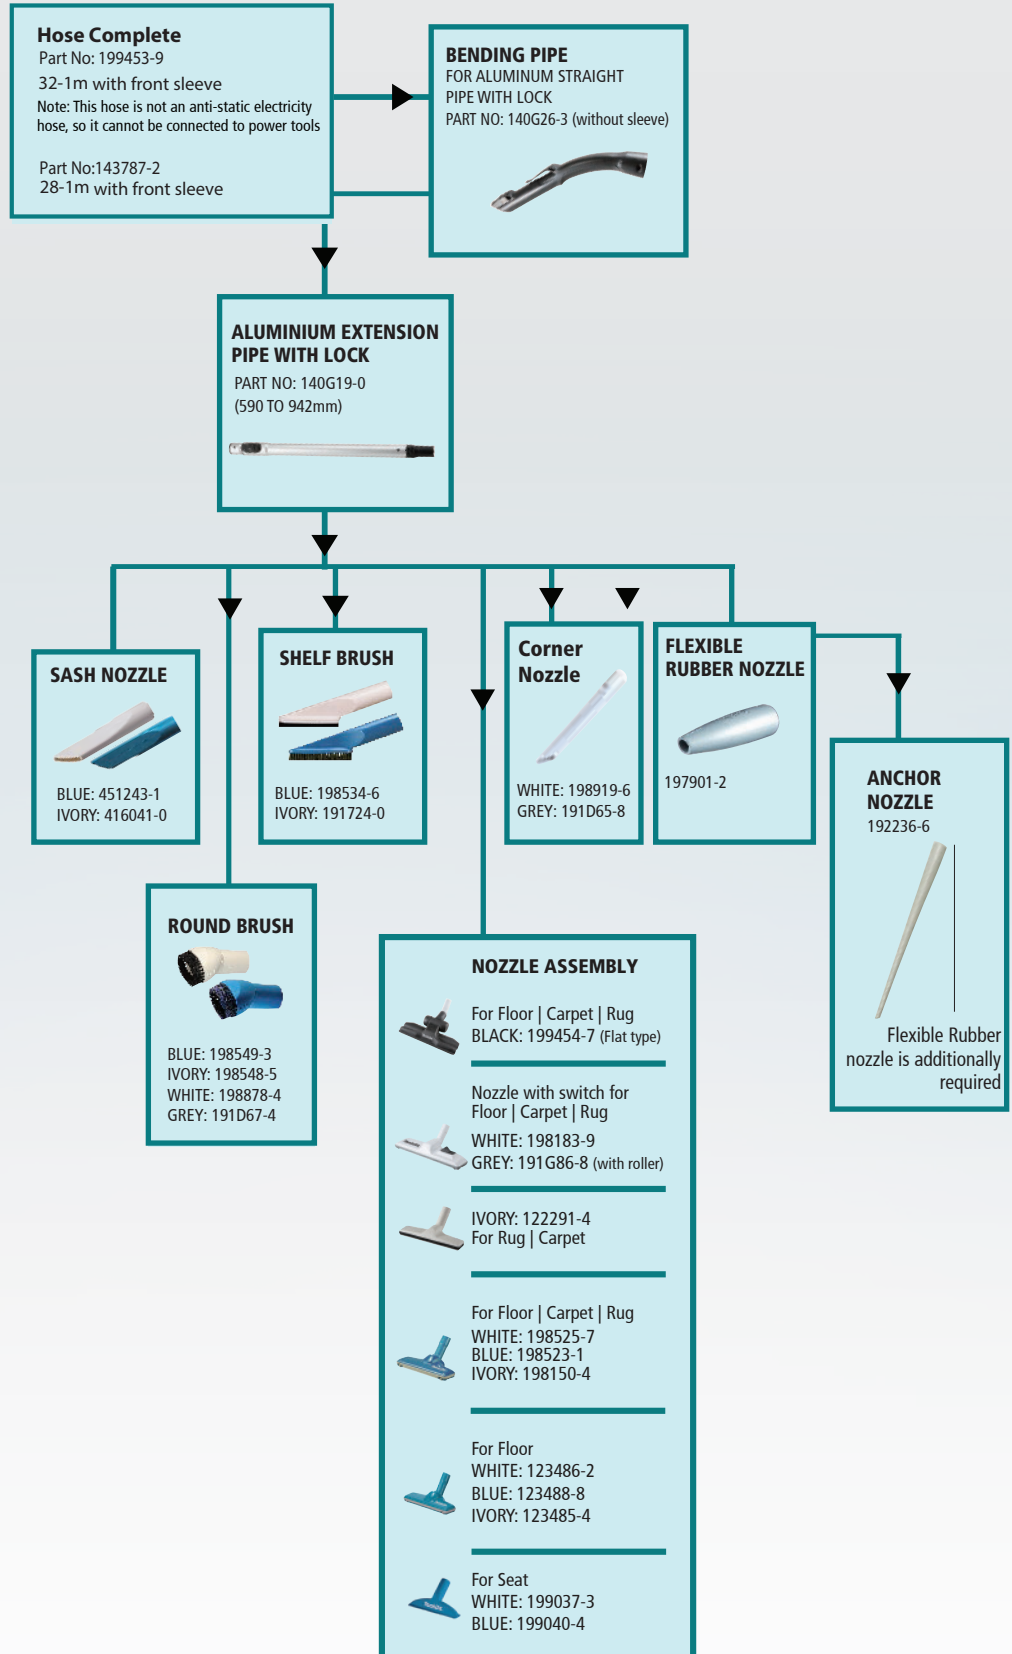 Hose Complete
Part No: 199453-9
32-1m with front sleeve
Note: This hose is not an anti-static electricity
hose, so it cannot be connected to power tools
Part No:143787-2
28-1m with front sleeve
BENDING PIPE
FOR ALUMINUM STRAIGHT
PIPE WITH LOCK
PART NO: 140G26-3 (without sleeve)
ALUMINIUM EXTENSION
PIPE WITH LOCK
PART NO: 140G19-0
(590 TO 942mm)
SASH NOZZLE
BLUE: 451243-1
IVORY: 416041-0
SHELF BRUSH
BLUE: 198534-6
IVORY: 191724-0
Corner
Nozzle
WHITE: 198919-6
GREY: 191D65-8
FLEXIBLE
RUBBER NOZZLE
197901-2
ANCHOR
NOZZLE
192236-6
Flexible Rubber
nozzle is additionally
required
ROUND BRUSH
BLUE: 198549-3
IVORY: 198548-5
WHITE: 198878-4
GREY: 191D67-4
NOZZLE ASSEMBLY
For Floor | Carpet | Rug
BLACK: 199454-7 (Flat type)
Nozzle with switch for
Floor | Carpet | Rug
WHITE: 198183-9
GREY: 191G86-8 (with roller)
IVORY: 122291-4
For Rug | Carpet
For Floor | Carpet | Rug
WHITE: 198525-7
BLUE: 198523-1
IVORY: 198150-4
For Floor
WHITE: 123486-2
BLUE: 123488-8
IVORY: 123485-4
For Seat
WHITE: 199037-3
BLUE: 199040-4